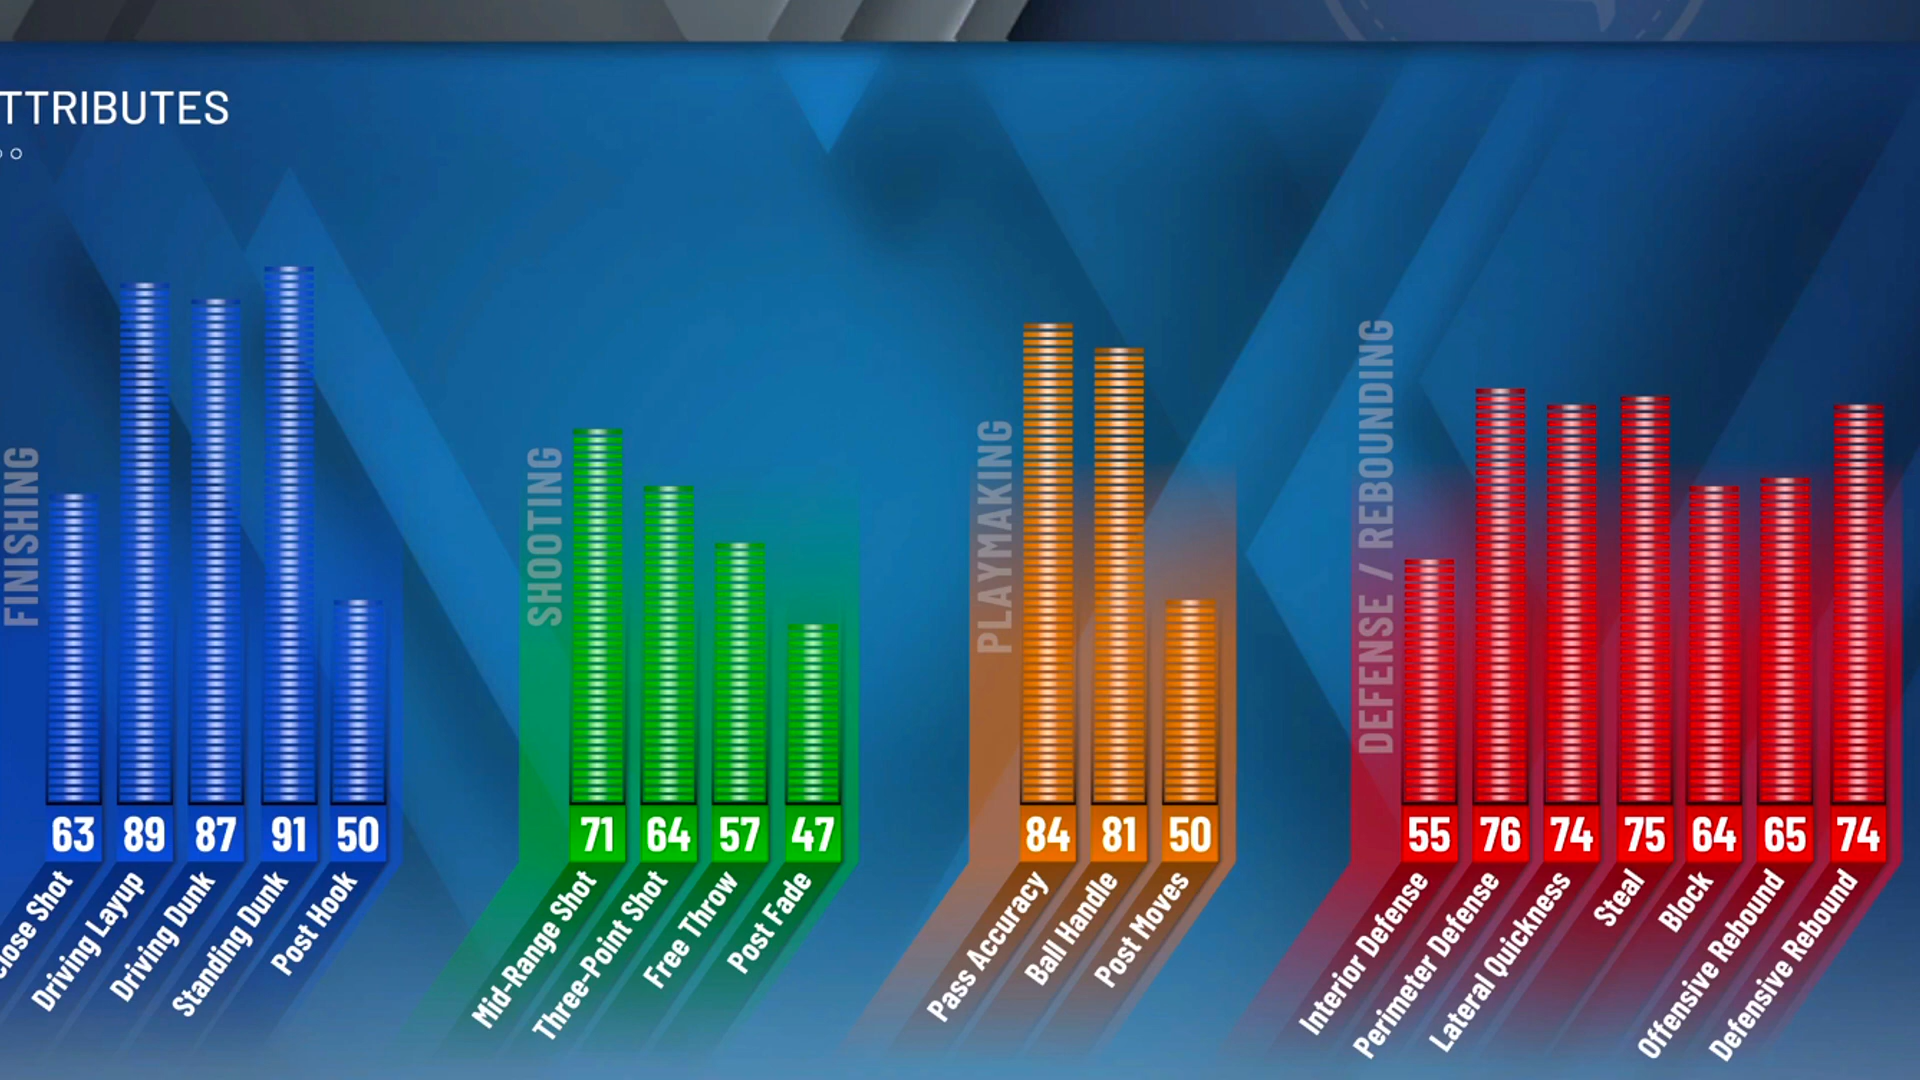 TTRIBUTES
FINISHING
63 89 87 91 50
lose Shot
Driving Layup
Driving Dunk
Standing Dunk
Post Hook
SHOOTING
71 64 57 47
Mid-Range Shot
Three-Point Shot
Free Throw
Post Fade
PLAYMAKING
84 81 50
Pass Accuracy
Ball Handle
Post Moves
DEFENSE / REBOUNDING
55 76 74 75 64 65 74
Interior Defense
Perimeter Defense
Lateral Quickness
Steal
Block
Offensive Rebound
Defensive Rebound